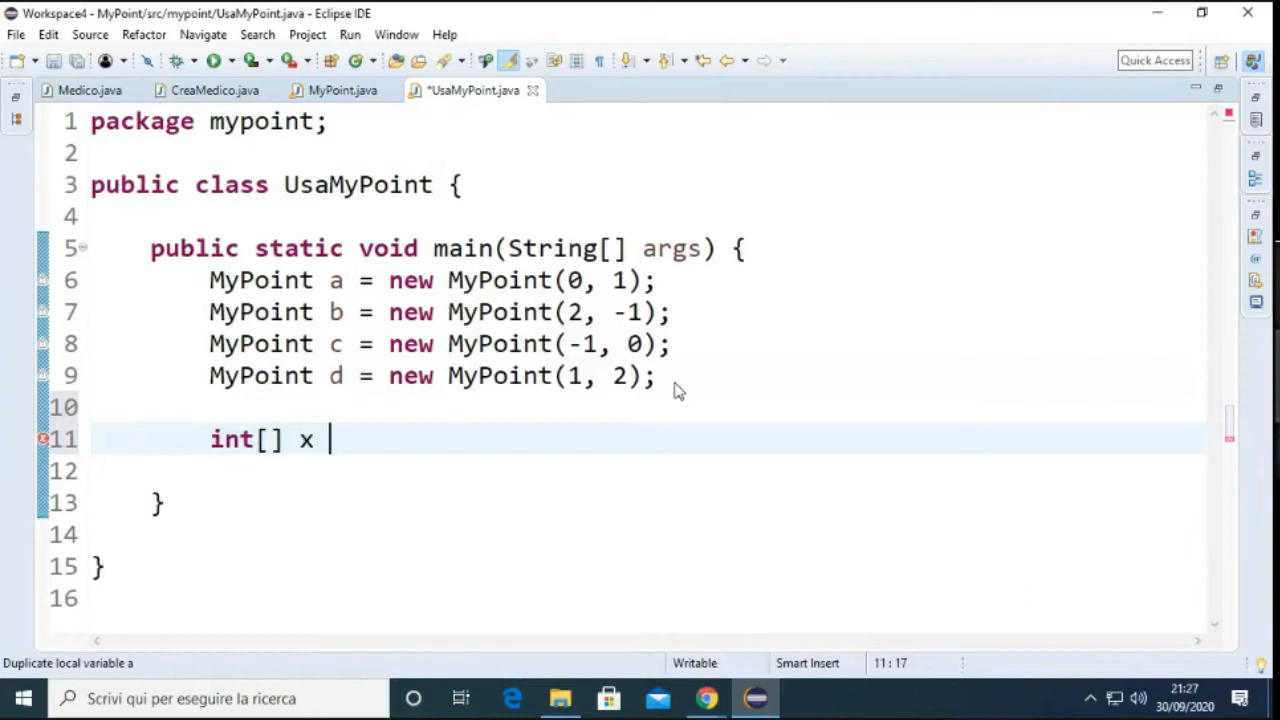 Workspace4 - MyPoint/src/mypoint/UsaMyPoint.java - Eclipse IDE
File Edit Source Refactor Navigate Search Project Run Window Help
Quick Access
Medico.java CreaMedico.java MyPoint.java *UsaMyPoint.java
1 package mypoint;
2
3 public class UsaMyPoint {
4
5 public static void main(String[] args) {
6 MyPoint a = new MyPoint(0, 1);
7 MyPoint b = new MyPoint(2, -1);
8 MyPoint c = new MyPoint(-1, 0);
9 MyPoint d = new MyPoint(1, 2);
10
11 int[] x
12
13 }
14
15 }
16
Duplicate local variable a Writable Smart Insert 11 : 17
Scrivi qui per eseguire la ricerca
21:27
30/09/2020